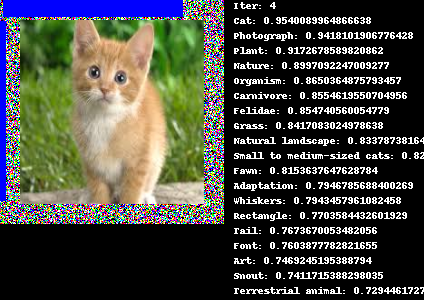 Iter: 4
Cat: 0.9540089964866638
Photograph: 0.9418101906776428
Plant: 0.9172678589820862
Nature: 0.8997092247009277
Organism: 0.8650364875793457
Carnivore: 0.8554619550704956
Felidae: 0.854740560054779
Grass: 0.8417083024978638
Natural landscape: 0.83378738164
Small to medium-sized cats: 0.82
Fawn: 0.8153637647628784
Adaptation: 0.7946785688400269
Whiskers: 0.7943457961082458
Rectangle: 0.7703584432601929
Tail: 0.7673670053482056
Font: 0.7603877782821655
Art: 0.7469245195388794
Snout: 0.7411715388298035
Terrestrial animal: 0.7294461727